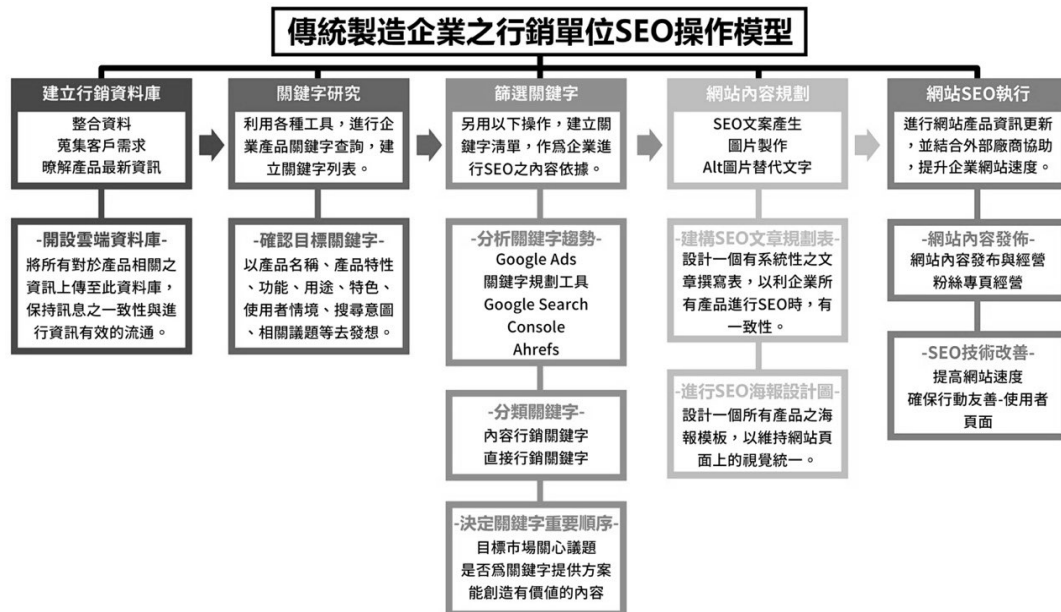 傳統製造企業之行銷單位SEO操作模型
建立行銷資料庫
整合資料
蒐集客戶需求
瞭解產品最新資訊
-開設雲端資料庫-
將所有對於產品相關之
資訊上傳至此資料庫，
保持訊息之一致性與進
行資訊有效的流通。
關鍵字研究
利用各種工具，進行企
業產品關鍵字查詢，建
立關鍵字列表。
-確認目標關鍵字-
以產品名稱、產品特性
、功能、用途、特色、
使用者情境、搜尋意圖
、相關議題等去發想。
篩選關鍵字
另用以下操作，建立關
鍵字清單，作爲企業進
行SEO之內容依據。
-分析關鍵字趨勢-
Google Ads
關鍵字規劃工具
Google Search
Console
Ahrefs
-分類關鍵字-
內容行銷關鍵字
直接行銷關鍵字
-決定關鍵字重要順序-
目標市場關心議題
是否爲關鍵字提供方案
能創造有價值的內容
網站內容規劃
SEO文案產生
圖片製作
Alt圖片替代文字
-建構SEO文章規劃表-
設計一個有系統性之文
章撰寫表，以利企業所
有產品進行SEO時，有
一致性。
-進行SEO海報設計圖-
設計一個所有產品之海
報模板，以維持網站頁
面上的視覺統一。
網站SEO執行
進行網站產品資訊更新
，並結合外部廠商協助
，提升企業網站速度。
-網站內容發佈-
網站內容發布與經營
粉絲專頁經營
-SEO技術改善-
提高網站速度
確保行動友善-使用者
頁面